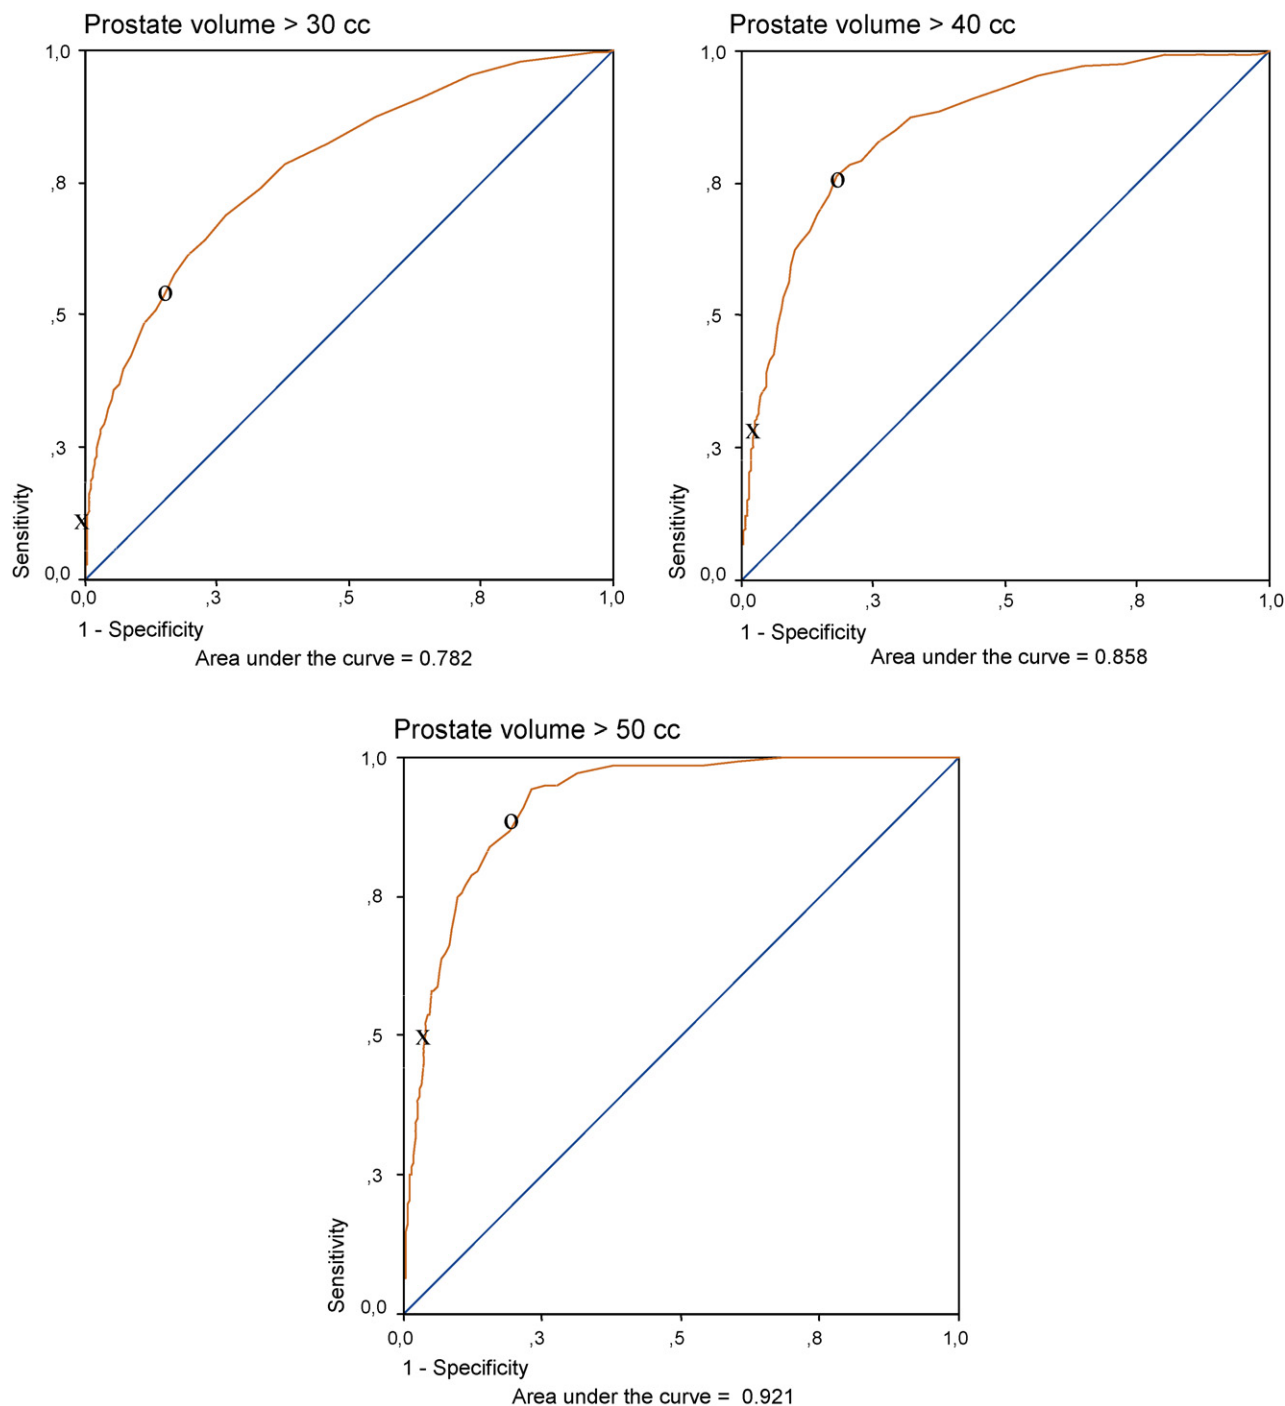 Prostate volume > 30 cc
1,0
,8
,5
,3
0,0
Sensitivity
x
o
0,0 ,3 ,5 ,8 1,0
1 - Specificity
Area under the curve = 0.782
Prostate volume > 40 cc
1,0
,8
,5
,3
0,0
Sensitivity
x
o
0,0 ,3 ,5 ,8 1,0
1 - Specificity
Area under the curve = 0.858
Prostate volume > 50 cc
1,0
,8
,5
,3
0,0
Sensitivity
x
o
0,0 ,3 ,5 ,8 1,0
1 - Specificity
Area under the curve = 0.921